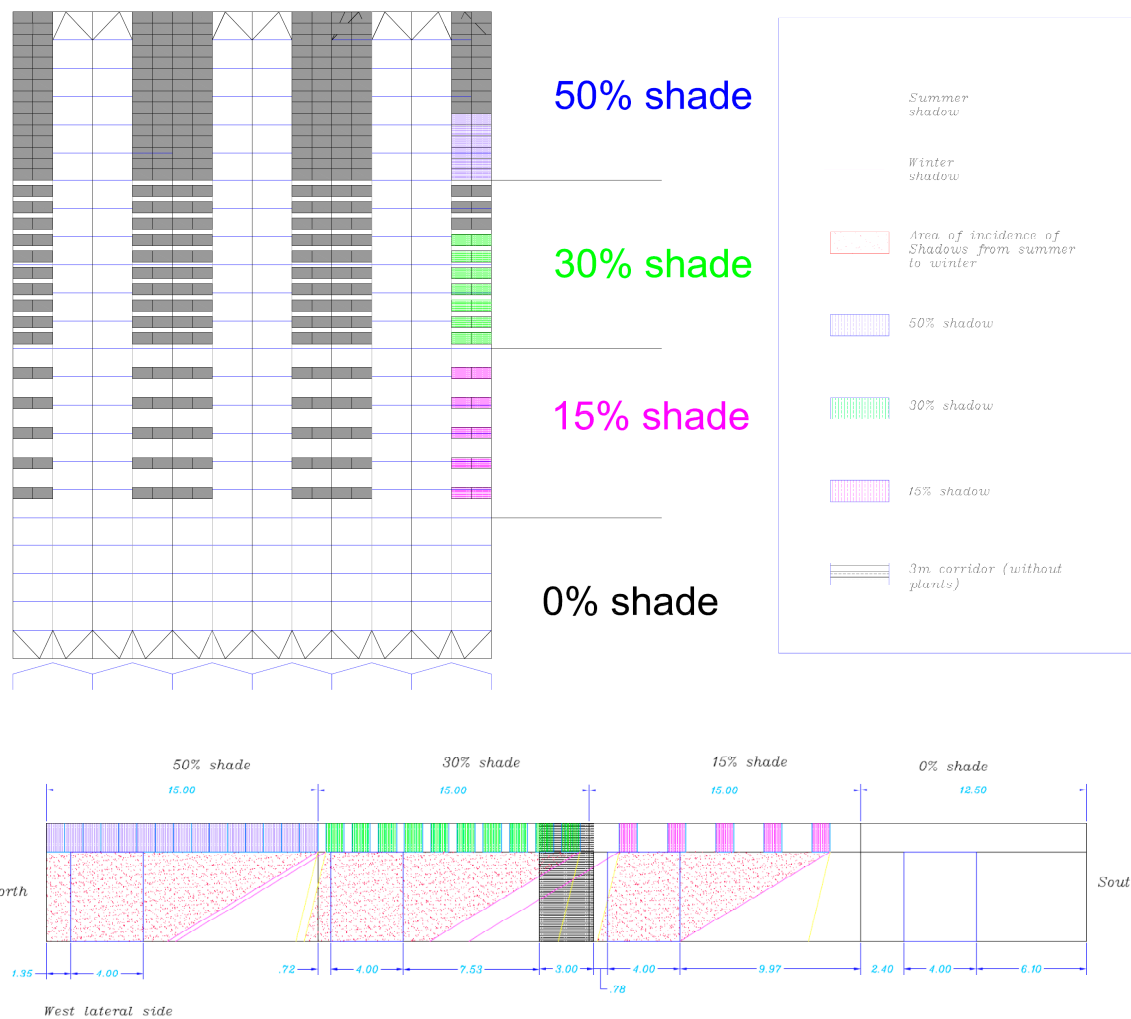 50% shade
30% shade
15% shade
0% shade
Summer
shadow
Winter
shadow
Area of incidence of
Shadows from summer
to winter
50% shadow
30% shadow
15% shadow
3m corridor (without
plants)
50% shade
30% shade
15% shade
0% shade
15.00
15.00
15.00
12.50
orth
Sout
1.35
4.00
.72
4.00
7.53
3.00
.78
4.00
9.97
2.40
4.00
6.10
West lateral side